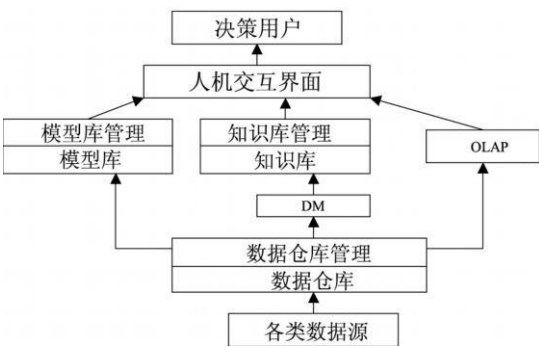 决策用户
人机交互界面
模型库管理
模型库
知识库管理
知识库
OLAP
DM
数据仓库管理
数据仓库
各类数据源